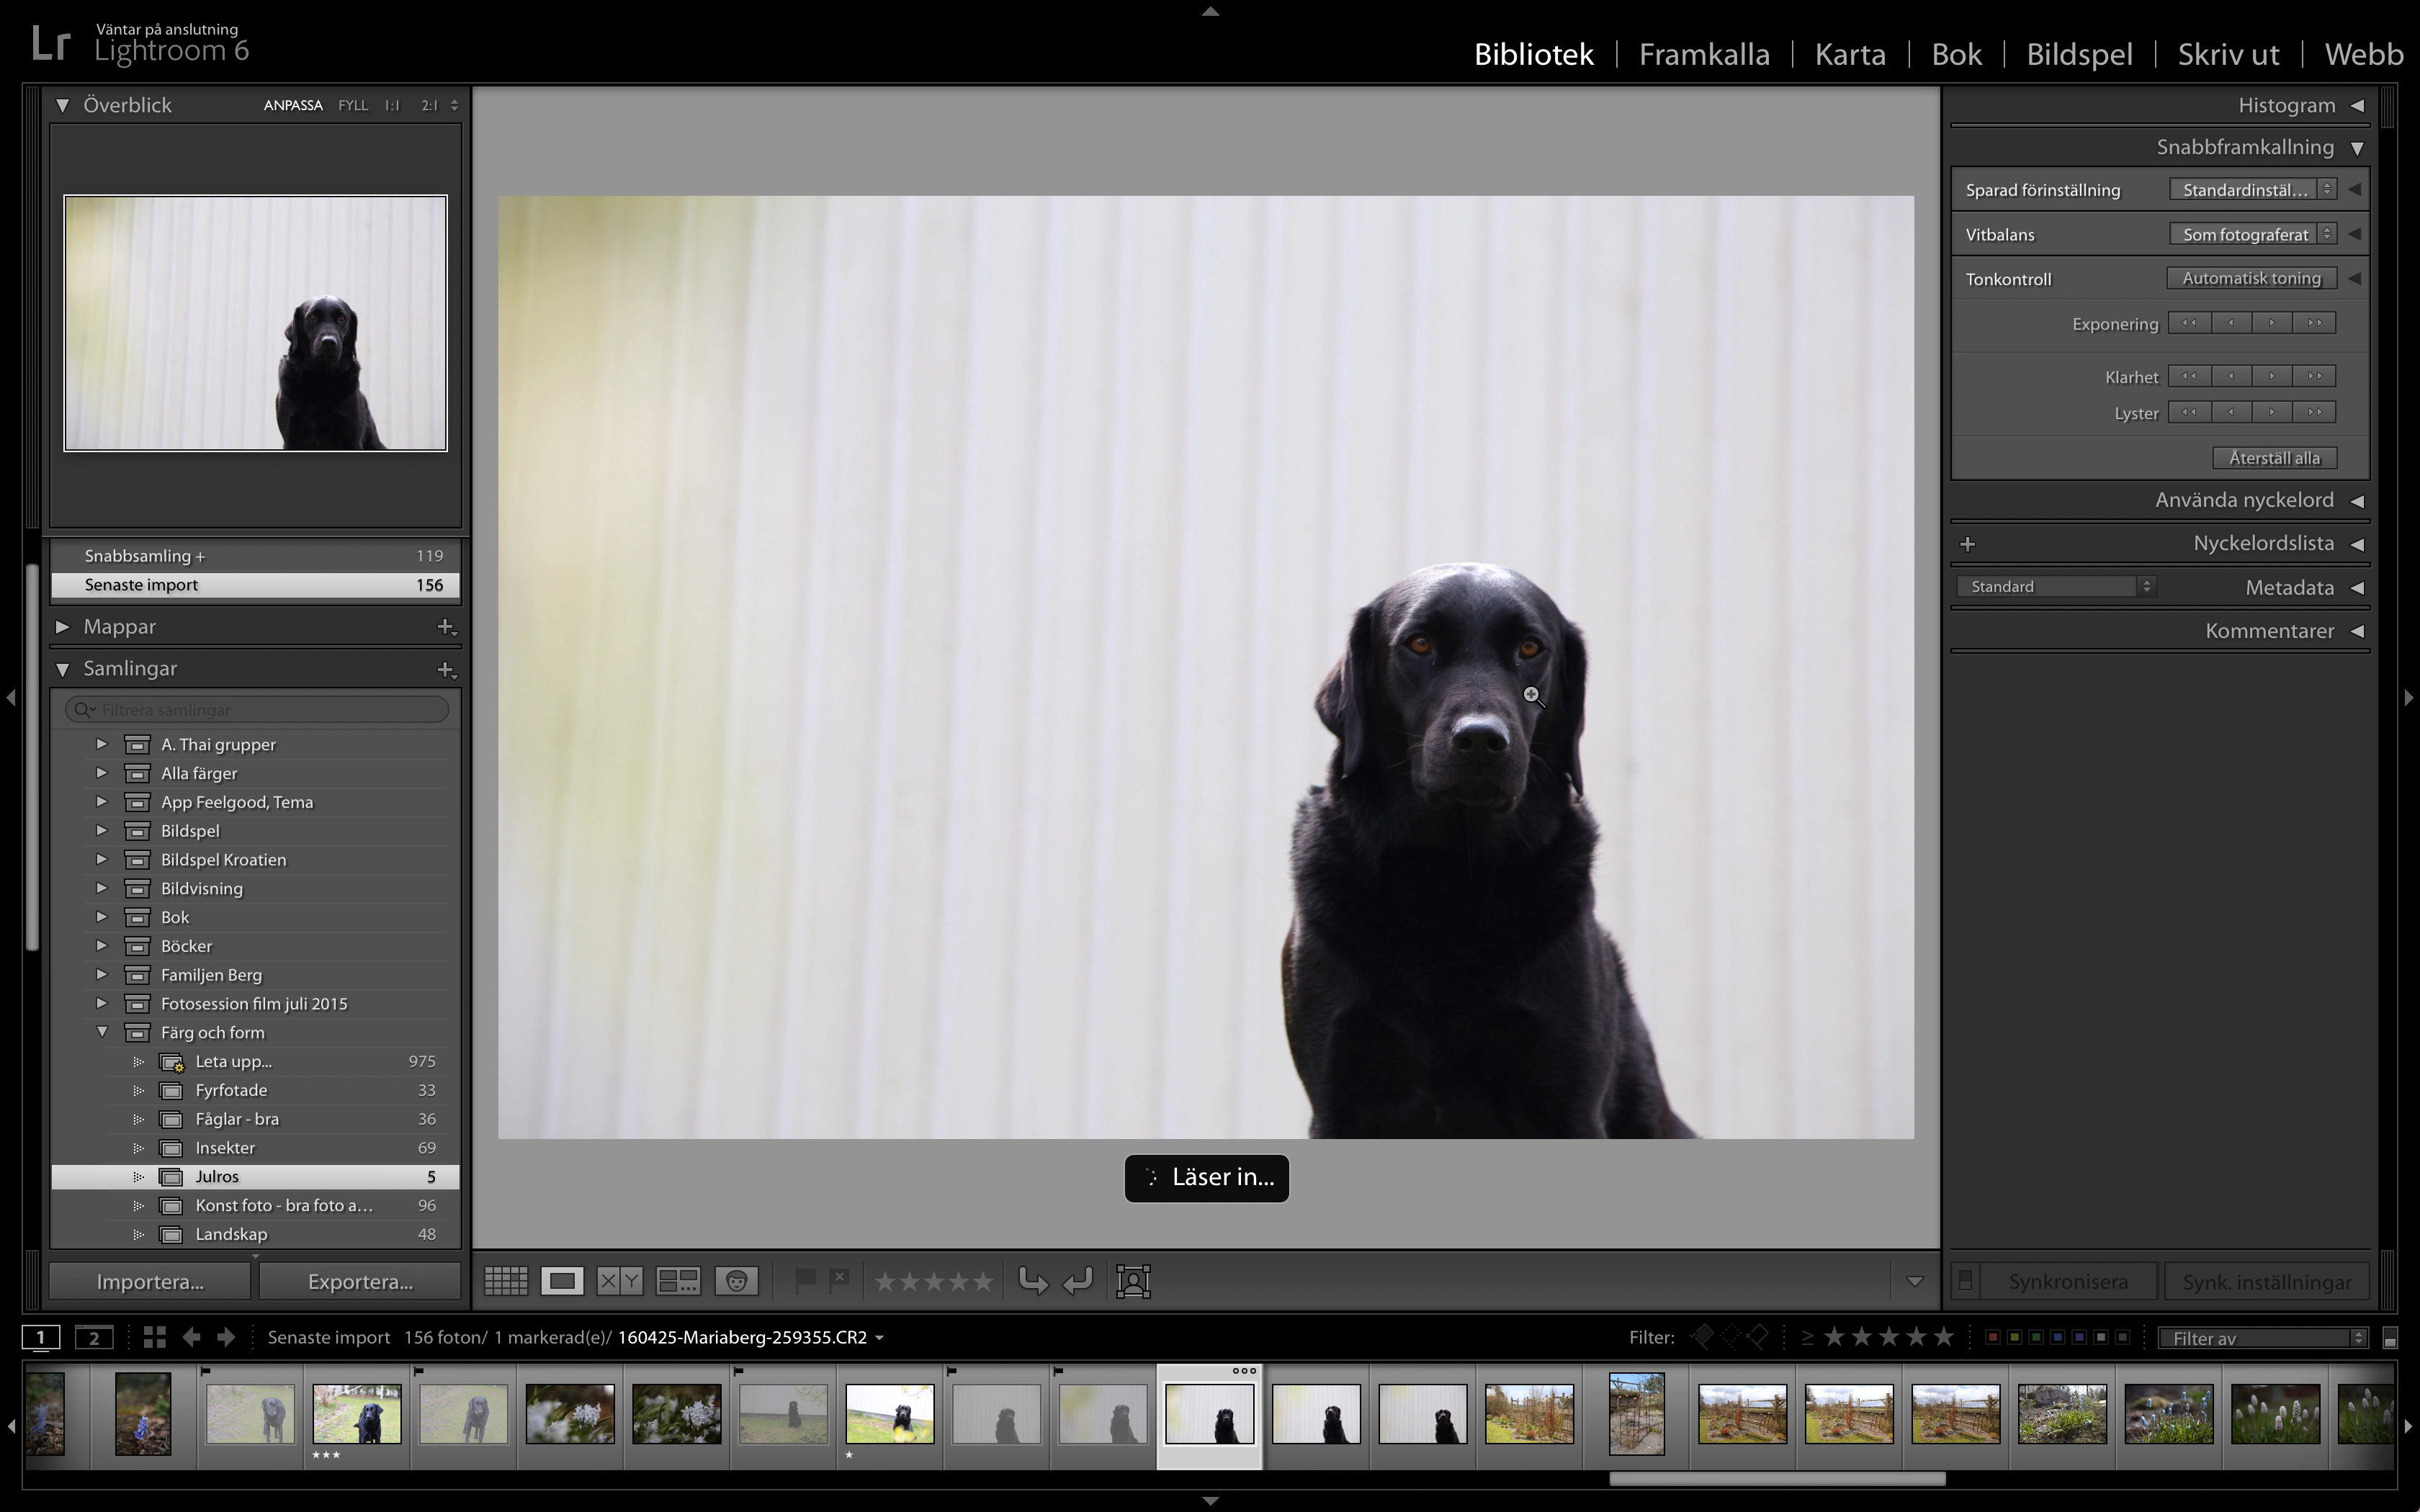 Lr
Väntar på anslutning
Lightroom 6
Bibliotek | Framkalla | Karta | Bok | Bildspel | Skriv ut | Webb
Överblick ANPASSA FYLL 1:1 2:1
Snabbsamling + 119
Senaste import 156
Mappar
Samlingar
Filtrera samlingar
A. Thai grupper
Alla färger
App Feelgood, Tema
Bildspel
Bildspel Kroatien
Bildvisning
Bok
Böcker
Familjen Berg
Fotosession film juli 2015
Färg och form
Leta upp... 975
Fyrfotade 33
Fåglar - bra 36
Insekter 69
Julros 5
Konst foto - bra foto a... 96
Landskap 48
Importera... Exportera...
Läser in...
X Y
Histogram
Snabbframkallning
Sparad förinställning Standardinstäl...
Vitbalans Som fotograferat
Tonkontroll Automatisk toning
Exponering
Klarhet
Lyster
Återställ alla
Använda nyckelord
Nyckelordslista
Standard Metadata
Kommentarer
Synkronisera Synk. inställningar
1 2 Senaste import 156 foton/ 1 markerad(e)/ 160425-Mariaberg-259355.CR2 Filter: ≥ Filter av